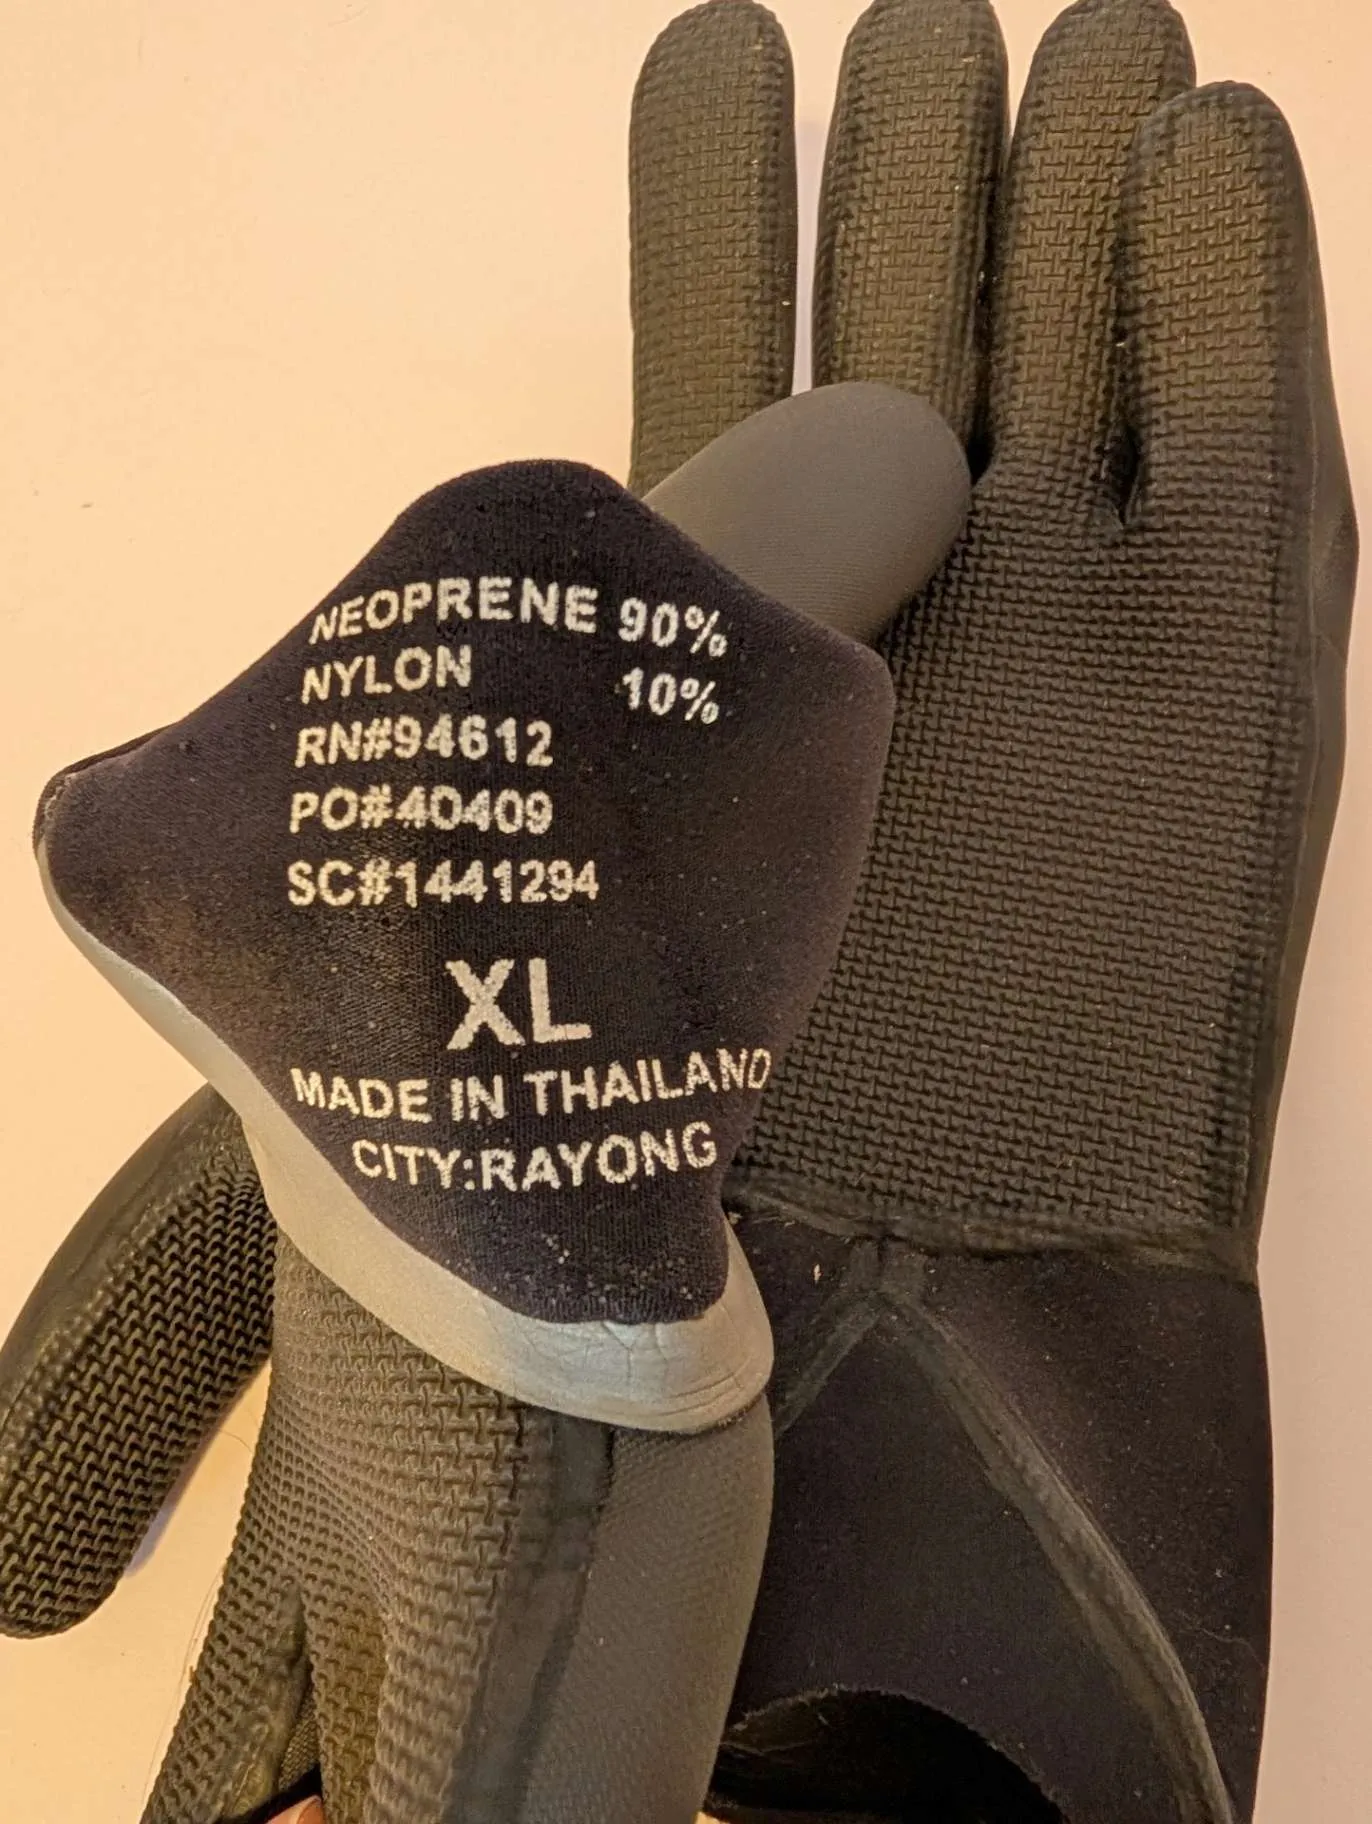 NEOPRENE 90%
NYLON 10%
RN#94612
PO#40409
SC#1441294
XL
MADE IN THAILAND
CITY:RAYONG